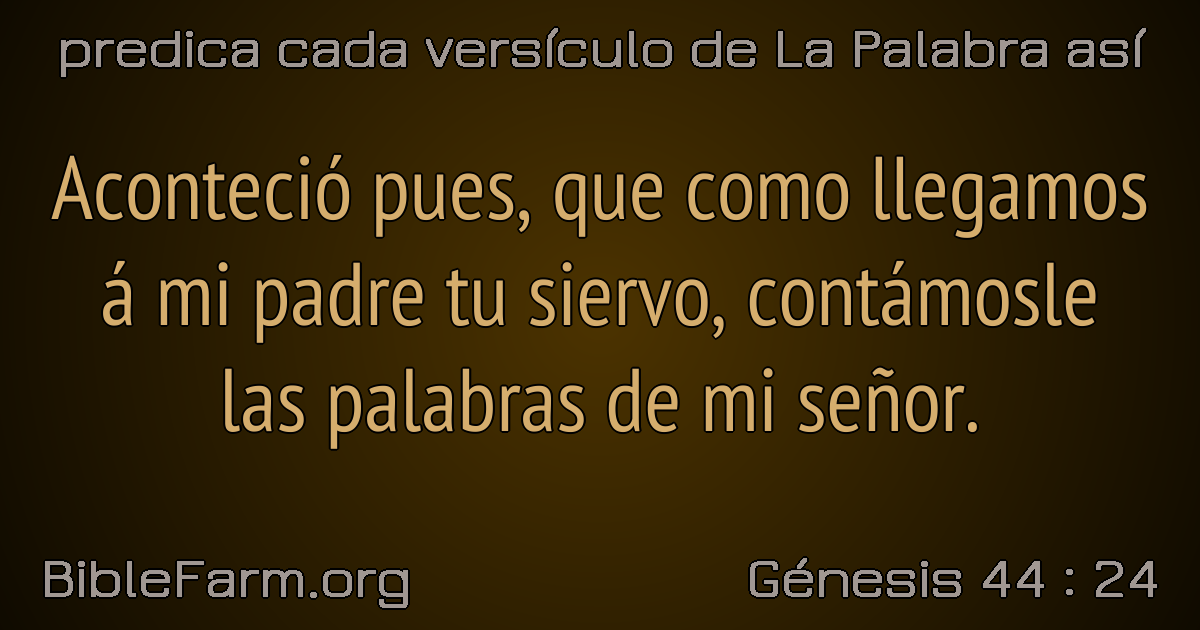 predica cada versículo de La Palabra así
Aconteció pues, que como llegamos
á mi padre tu siervo, contámosle
las palabras de mi señor.
BibleFarm.org
Génesis 44 : 24